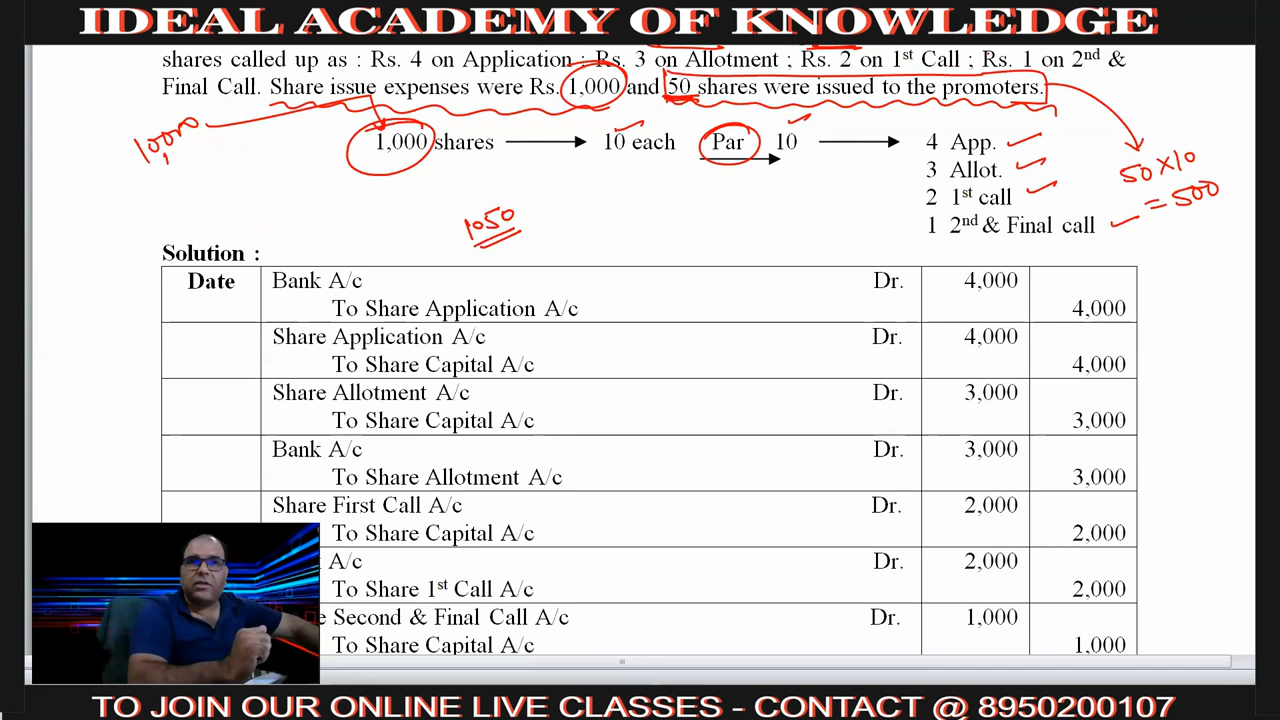 IDEAL ACADEMY OF KNOWLEDGE
shares called up as : Rs. 4 on Application ; Rs. 3 on Allotment ; Rs. 2 on 1st Call ; Rs. 1 on 2nd &
Final Call. Share issue expenses were Rs. 1,000 and 50 shares were issued to the promoters.
1,000 shares 10 each Par 10 4 App.
3 Allot.
50×10
2 1st call
= 500
1 2nd & Final call
1050
Solution :
Date Bank A/c Dr. 4,000
To Share Application A/c 4,000
Share Application A/c Dr. 4,000
To Share Capital A/c 4,000
Share Allotment A/c Dr. 3,000
To Share Capital A/c 3,000
Bank A/c Dr. 3,000
To Share Allotment A/c 3,000
Share First Call A/c Dr. 2,000
To Share Capital A/c 2,000
A/c Dr. 2,000
To Share 1st Call A/c 2,000
e Second & Final Call A/c Dr. 1,000
To Share Capital A/c 1,000
TO JOIN OUR ONLINE LIVE CLASSES - CONTACT @ 8950200107